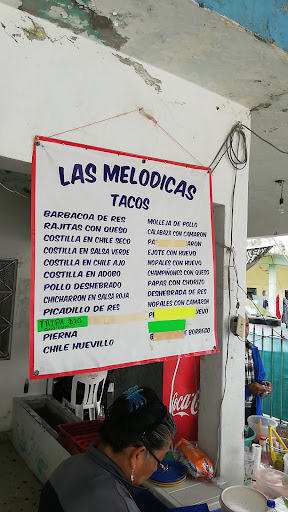 LAS MELODICAS
TACOS
BARBACOA DE RES
RAJITAS CON QUESO
COSTILLA EN CHILE SECO
COSTILLA EN SALSA VERDE
COSTILLA EN CHILE AJO
COSTILLA EN ADOBO
POLLO DESHEBRADO
CHICHARRON EN SALSA ROJA
PICADILLO DE RES
PIERNA
CHILE HUEVILLO
MOLLEJA DE POLLO
CALABAZA CON CAMARON
EJOTE CON HUEVO
NOPALES CON HUEVO
CHAMPIÑONES CON QUESO
PAPAS CON CHORIZO
DESHEBRADA DE RES
NOPALES CON CAMARON
Coca-Cola